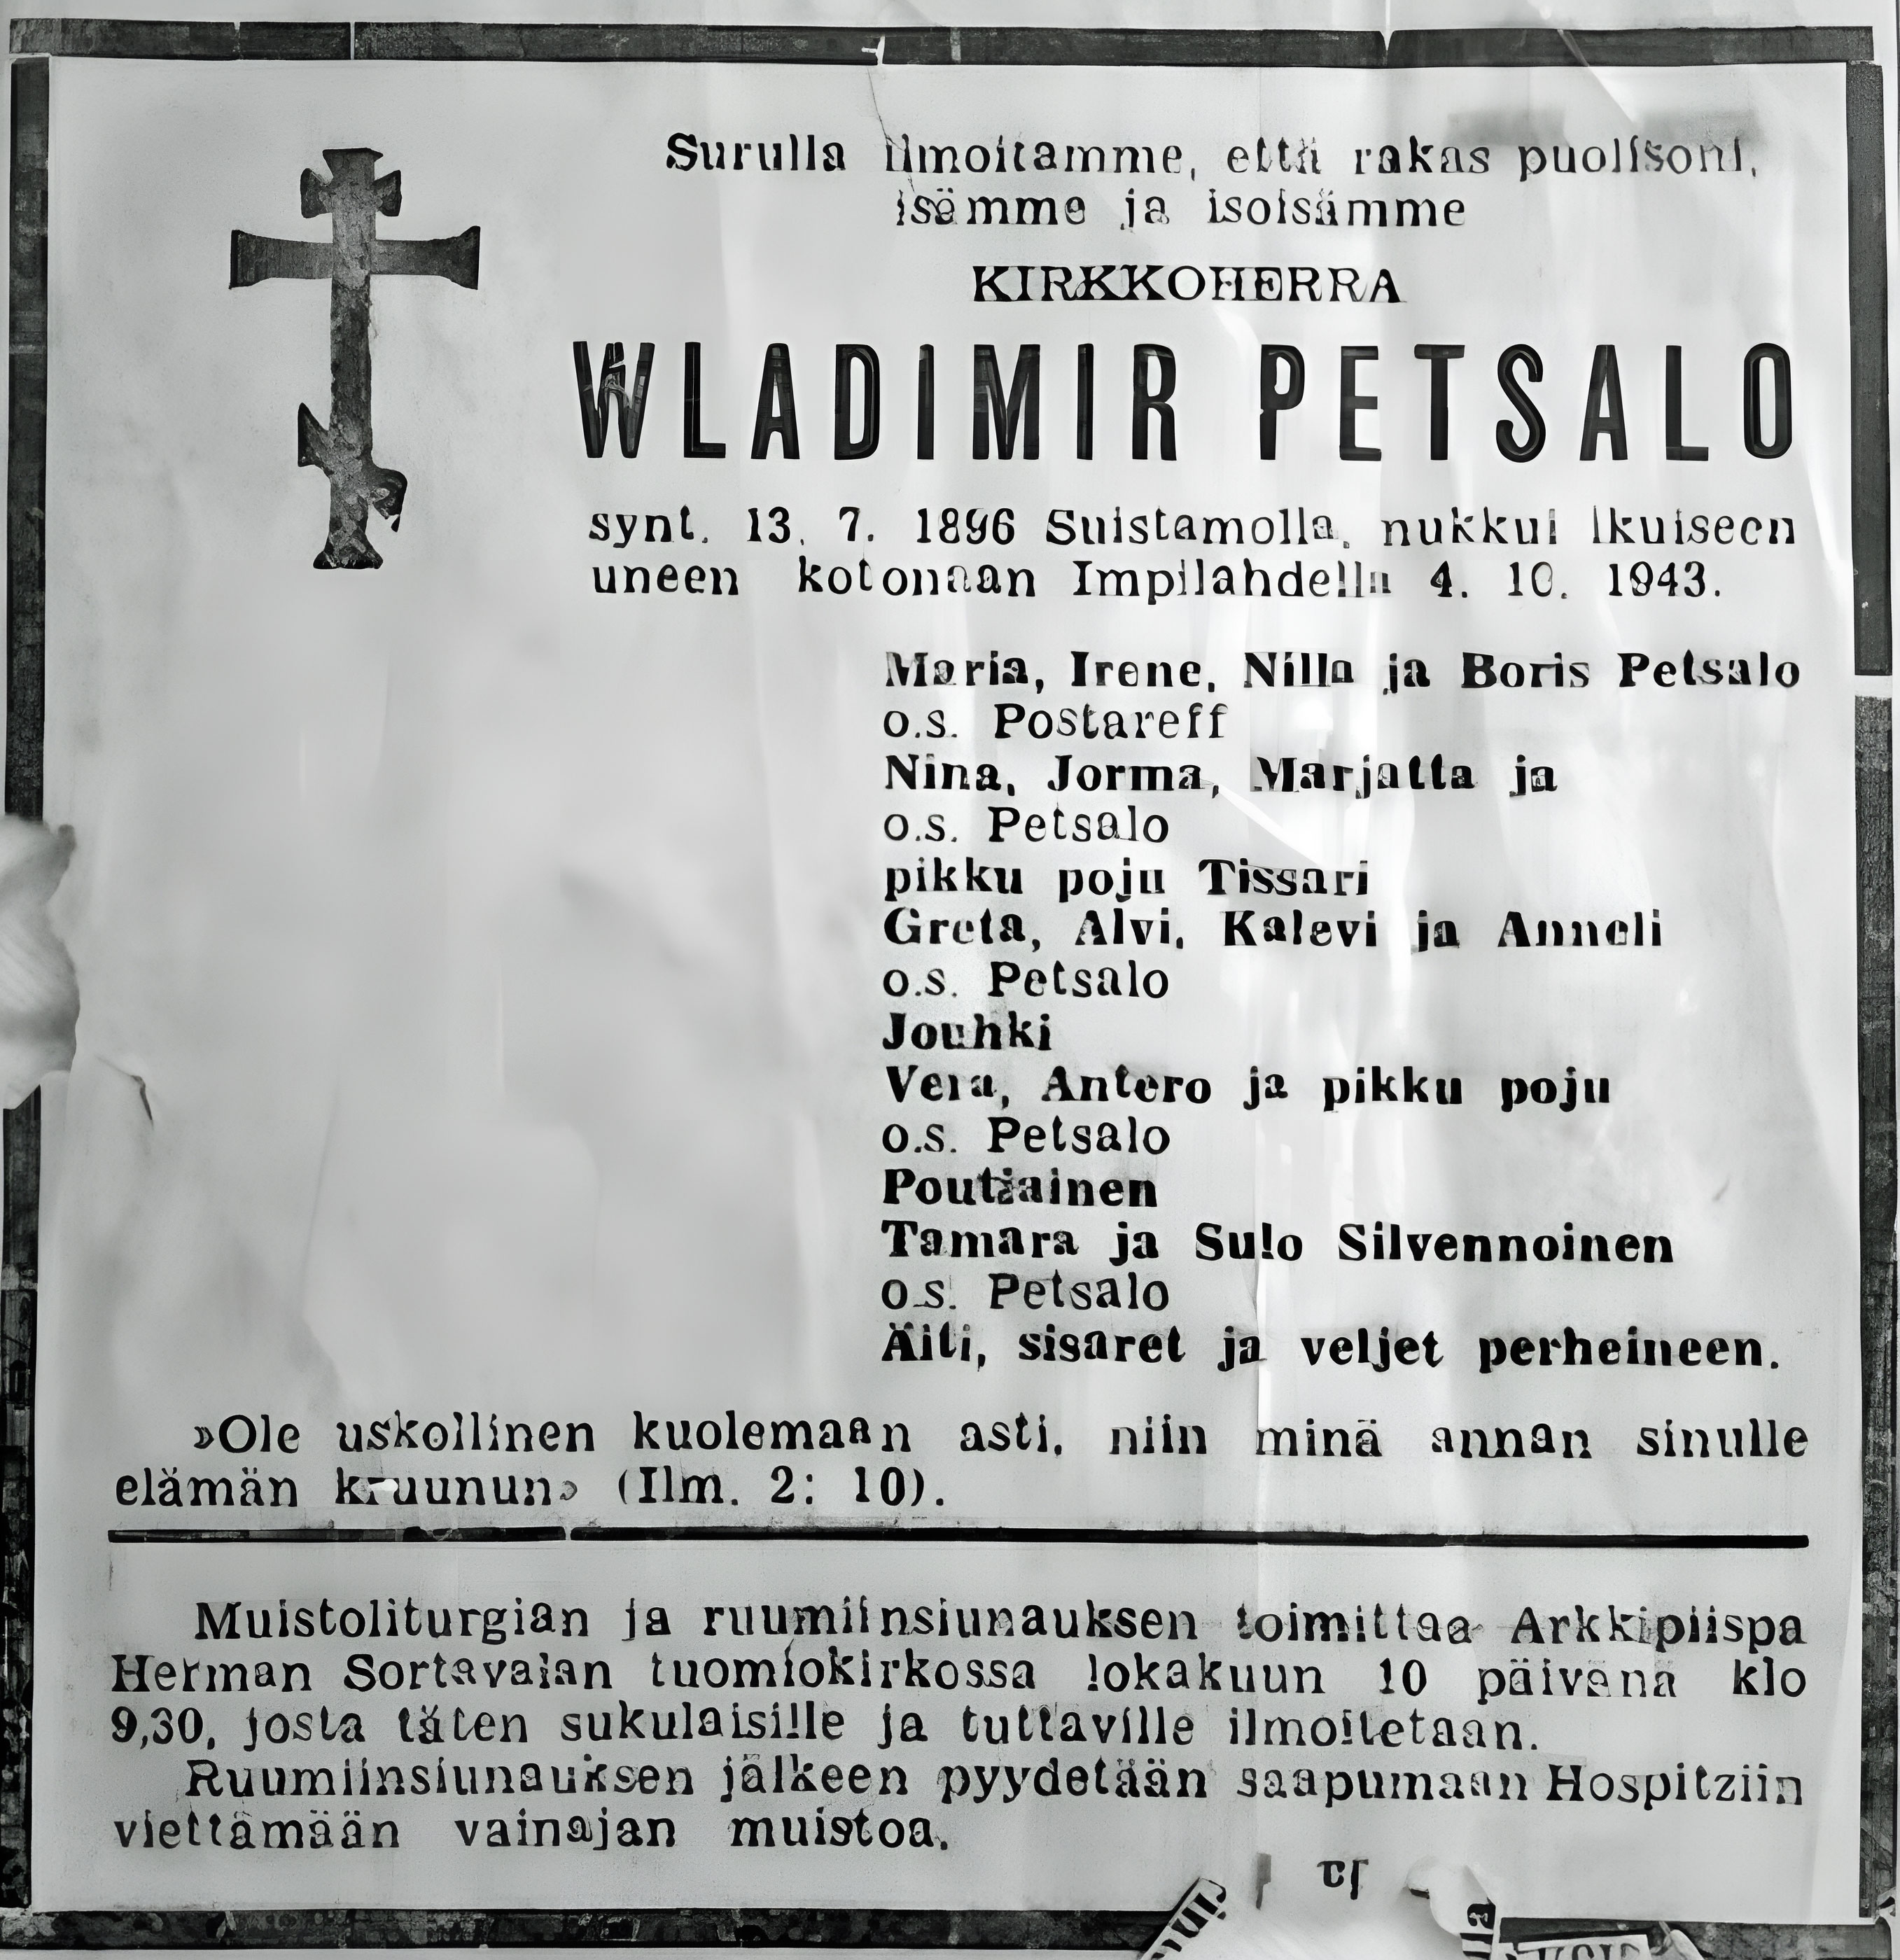 Surulla ilmoitamme, että rakas puolisoni,
isämme ja isoisämme
KIRKKOHERRA
WLADIMIR PETSALO
synt. 13. 7. 1896 Suistamolla, nukkui ikuiseen
uneen kotonaan Impilahdella 4. 10. 1943.
Maria, Irene, Nilla ja Boris Petsalo
o.s. Postareff
Nina, Jorma, Marjatta ja
o.s. Petsalo
pikku poju Tissari
Greta, Alvi, Kalevi ja Anneli
o.s. Petsalo
Jouhki
Vera, Antero ja pikku poju
o.s. Petsalo
Poutiainen
Tamara ja Sulo Silvennoinen
o.s. Petsalo
Äiti, sisaret ja veljet perheineen.
»Ole uskollinen kuolemaan asti, niin minä annan sinulle
elämän kruunun» (Ilm. 2: 10).
Muistoliturgian ja ruumiinsiunauksen toimittaa Arkkipiispa
Herman Sortavalan tuomiokirkossa lokakuun 10 päivänä klo
9,30, josta täten sukulaisille ja tuttaville ilmoitetaan.
Ruumiinsiunauksen jälkeen pyydetään saapumaan Hospitziin
viettämään vainajan muistoa.